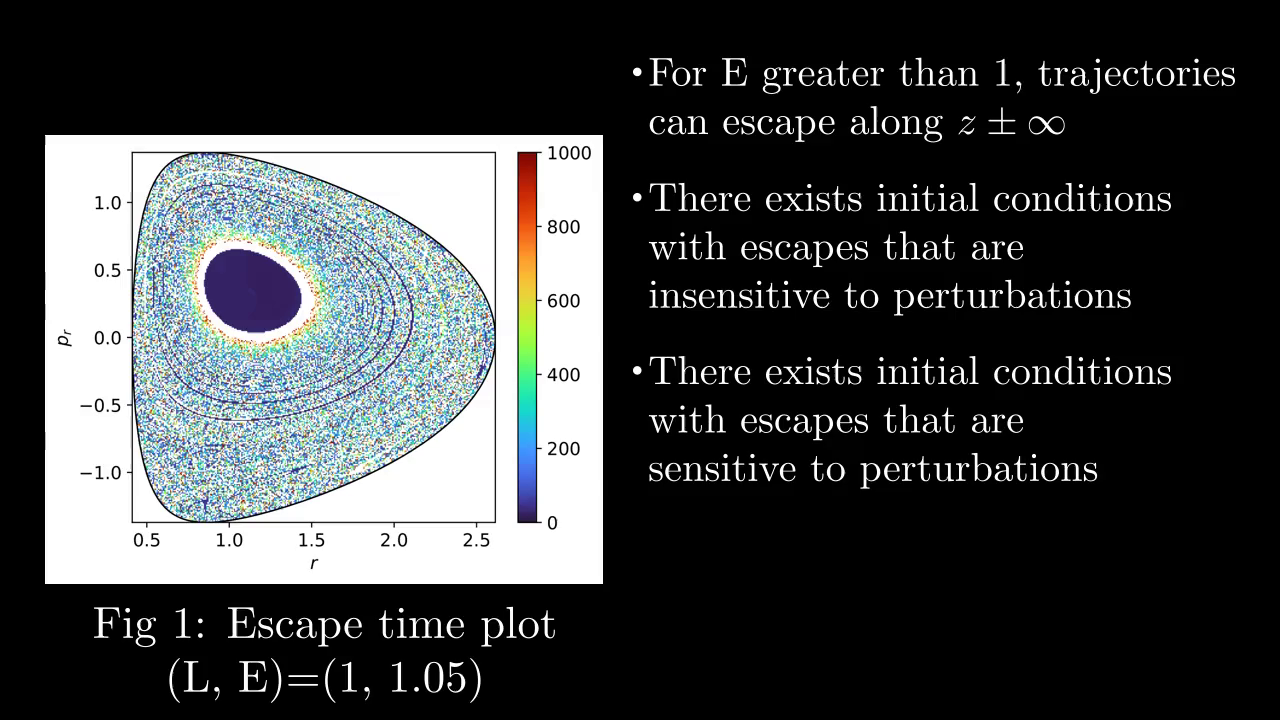 •For E greater than 1, trajectories
can escape along z ± ∞
•There exists initial conditions
with escapes that are
insensitive to perturbations
•There exists initial conditions
with escapes that are
sensitive to perturbations
1000
800
600
400
200
0
1.0
0.5
0.0
−0.5
−1.0
p_r
0.5 1.0 1.5 2.0 2.5
r
Fig 1: Escape time plot
(L, E)=(1, 1.05)